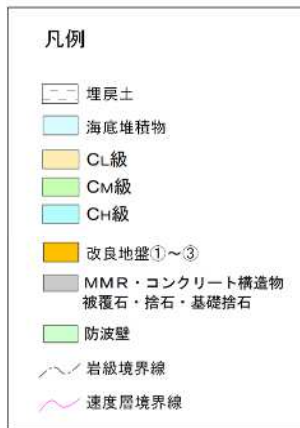 凡例
埋戻土
海底堆積物
CL級
CM級
CH級
改良地盤①~③
MMR・コンクリート構造物
被覆石・捨石・基礎捨石
防波壁
岩級境界線
速度層境界線